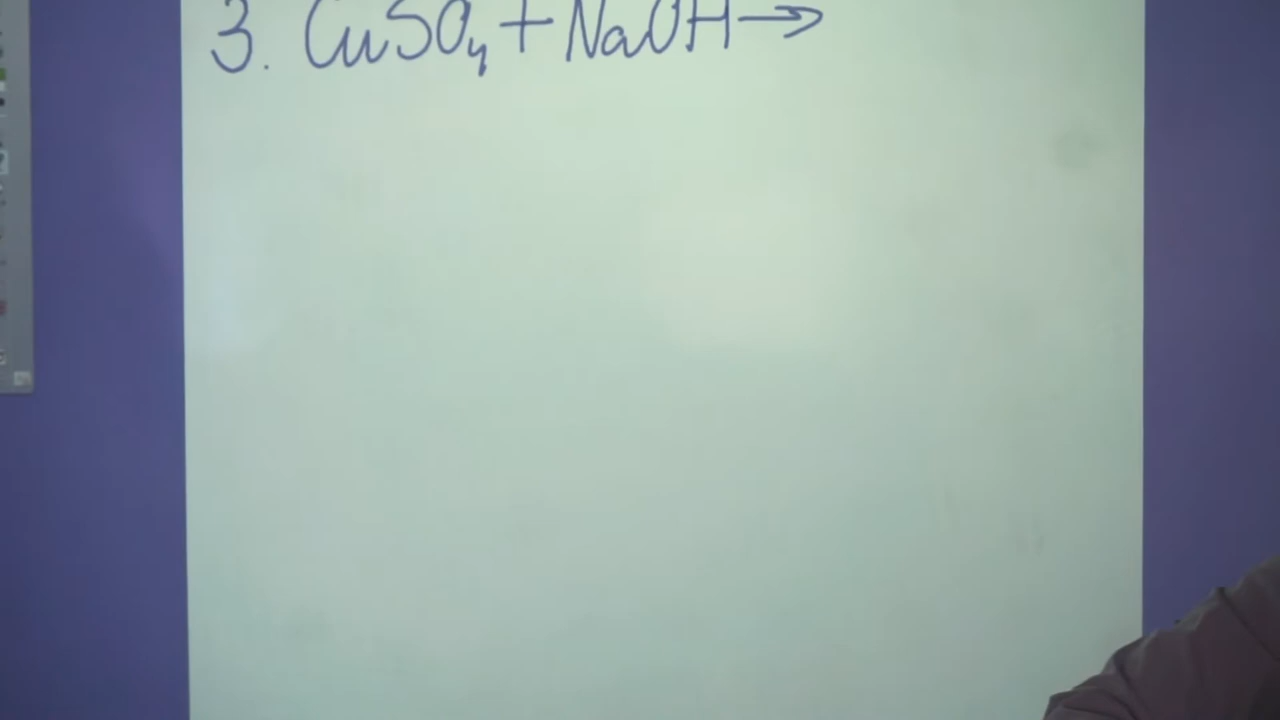 3. CuSO₄ + NaOH →